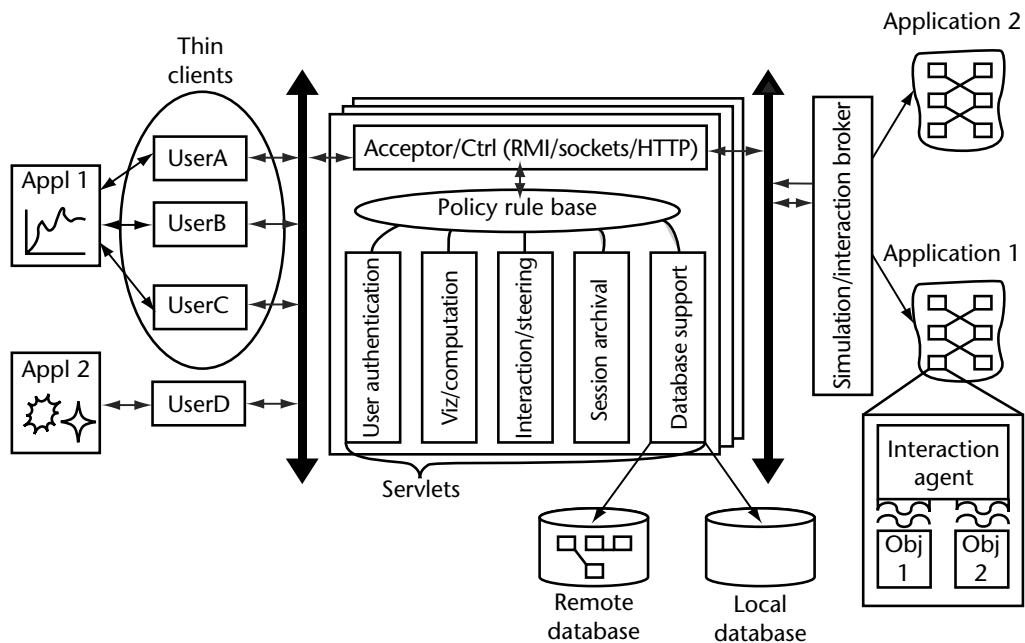 Thin
clients
Appl 1
UserA
UserB
UserC
Appl 2
UserD
Acceptor/Ctrl (RMI/sockets/HTTP)
Policy rule base
User authentication
Viz/computation
Interaction/steering
Session archival
Database support
Servlets
Remote
database
Local
database
Simulation/interaction broker
Application 2
Application 1
Interaction
agent
Obj
1
Obj
2